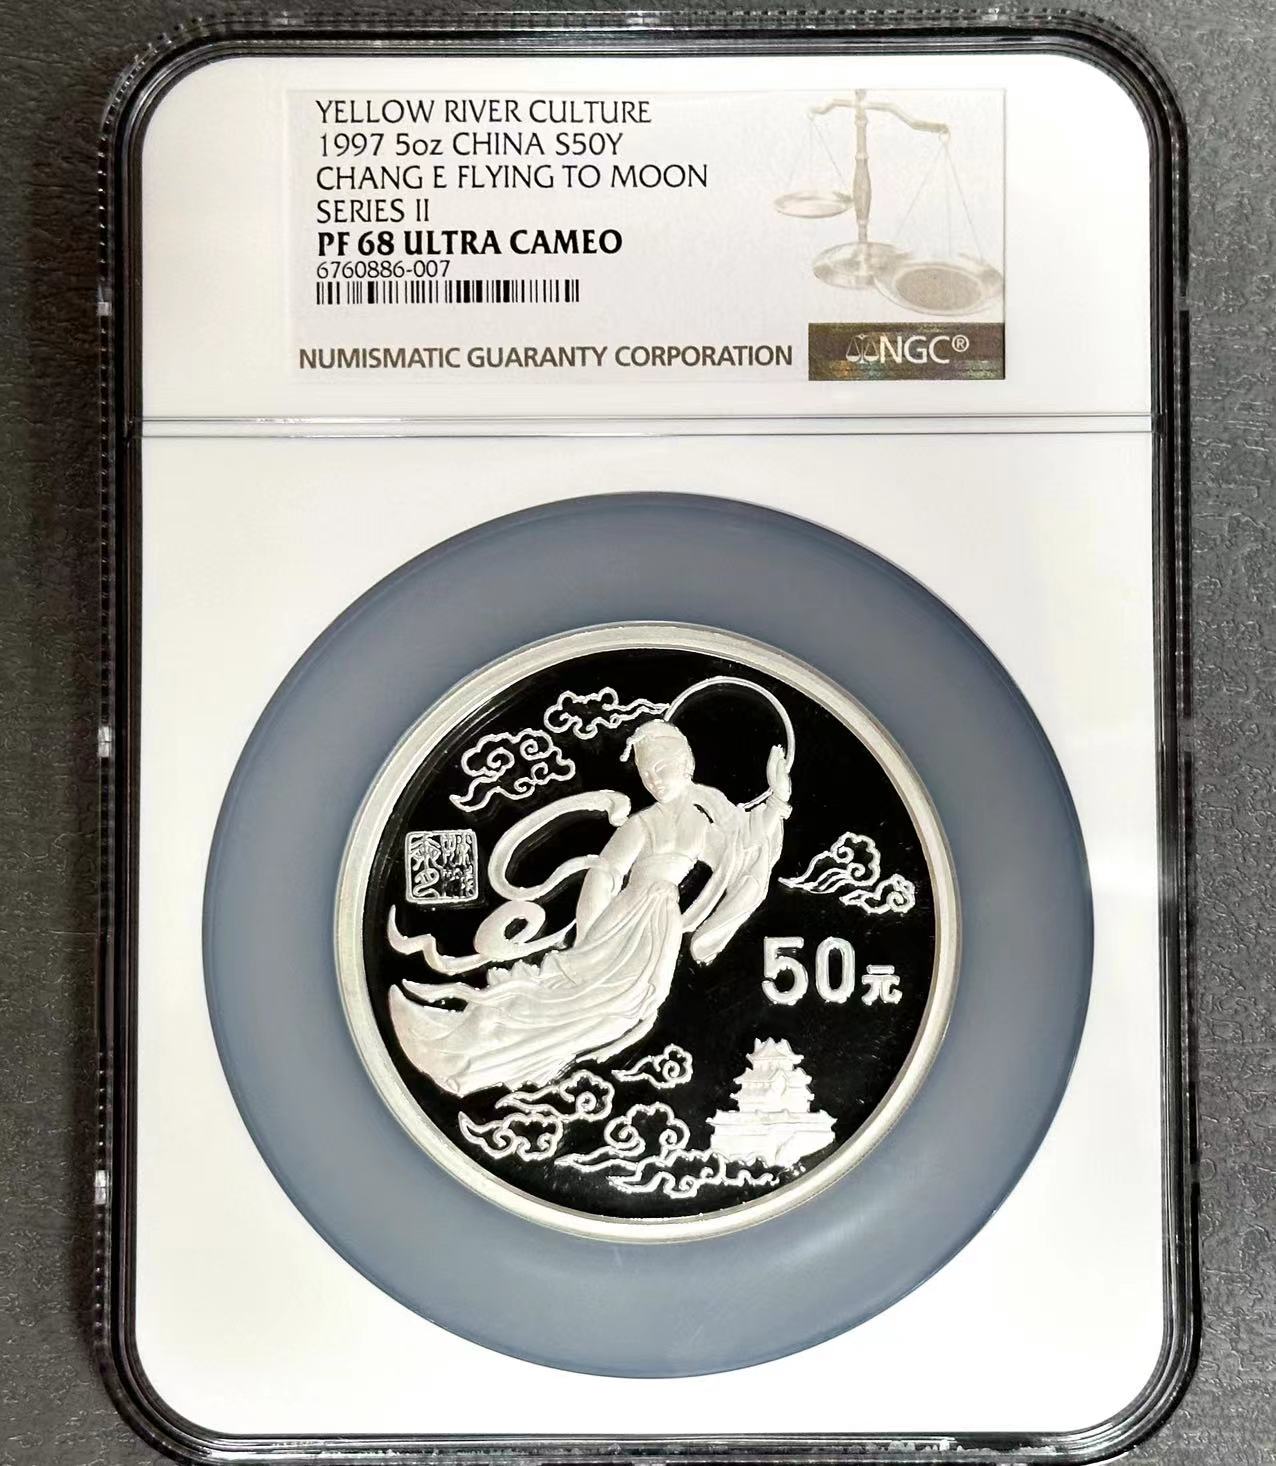 YELLOW RIVER CULTURE
1997 5oz CHINA S50Y
CHANG E FLYING TO MOON
SERIES II
PF 68 ULTRA CAMEO
6760886-007
NUMISMATIC GUARANTY CORPORATION
NGC®
50元